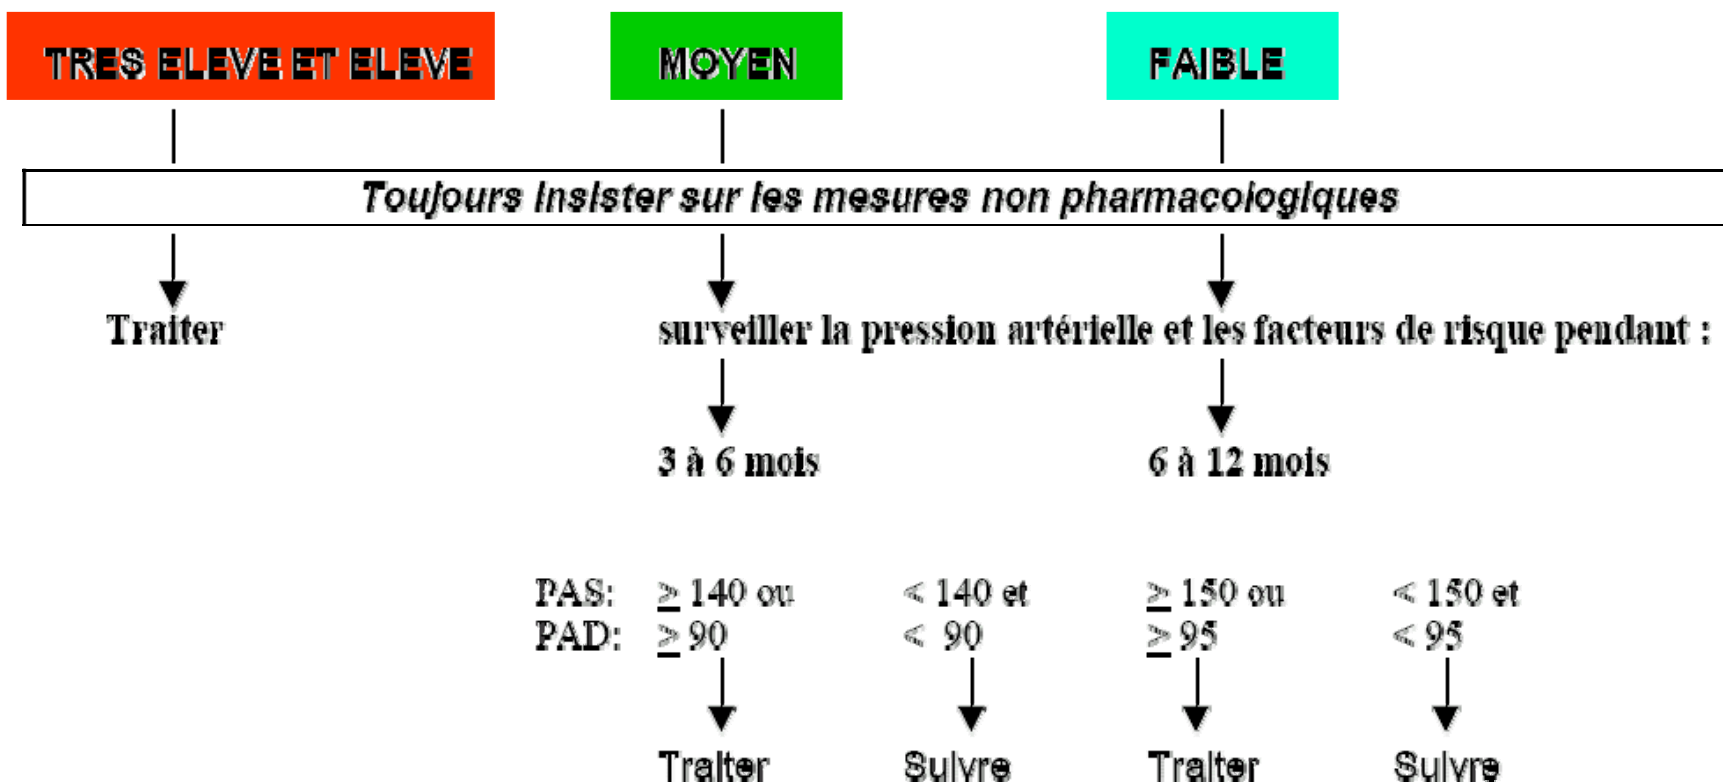 TRES ELEVE ET ELEVE MOYEN FAIBLE
Toujours insister sur les mesures non pharmacologiques
Traiter surveiller la pression artérielle et les facteurs de risque pendant :
3 à 6 mois 6 à 12 mois
PAS: ≥ 140 ou < 140 et ≥ 150 ou < 150 et
PAD: ≥ 90 < 90 ≥ 95 < 95
Traiter Suivre Traiter Suivre